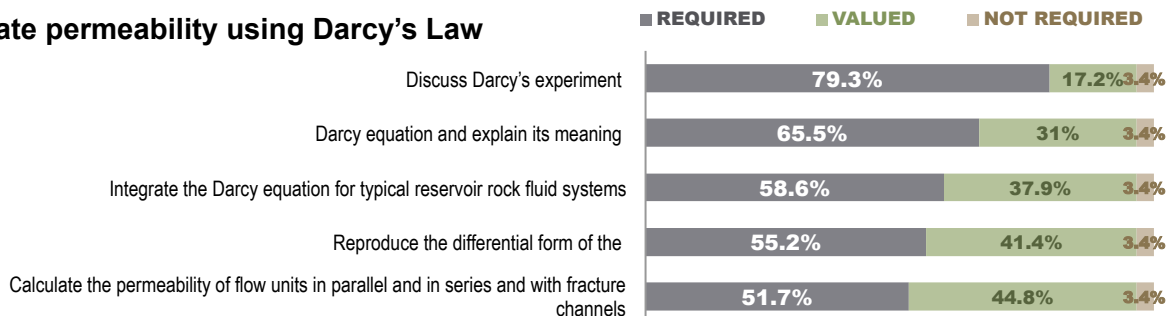 ate permeability using Darcy's Law
REQUIRED VALUED NOT REQUIRED
Discuss Darcy's experiment 79.3% 17.2% 3.4%
Darcy equation and explain its meaning 65.5% 31% 3.4%
Integrate the Darcy equation for typical reservoir rock fluid systems 58.6% 37.9% 3.4%
Reproduce the differential form of the 55.2% 41.4% 3.4%
Calculate the permeability of flow units in parallel and in series and with fracture
channels 51.7% 44.8% 3.4%